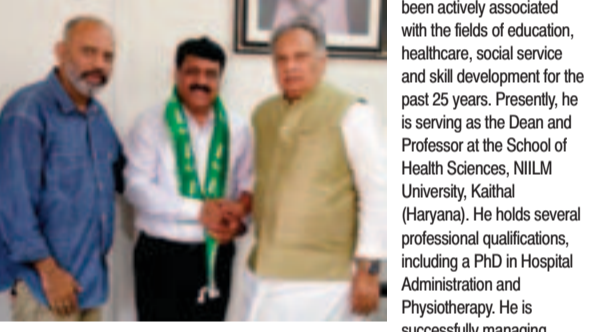 been actively associated
with the fields of education,
healthcare, social service
and skill development for the
past 25 years. Presently, he
is serving as the Dean and
Professor at the School of
Health Sciences, NIILM
University, Kaithal
(Haryana). He holds several
professional qualifications,
including a PhD in Hospital
Administration and
Physiotherapy. He is
successfully managing